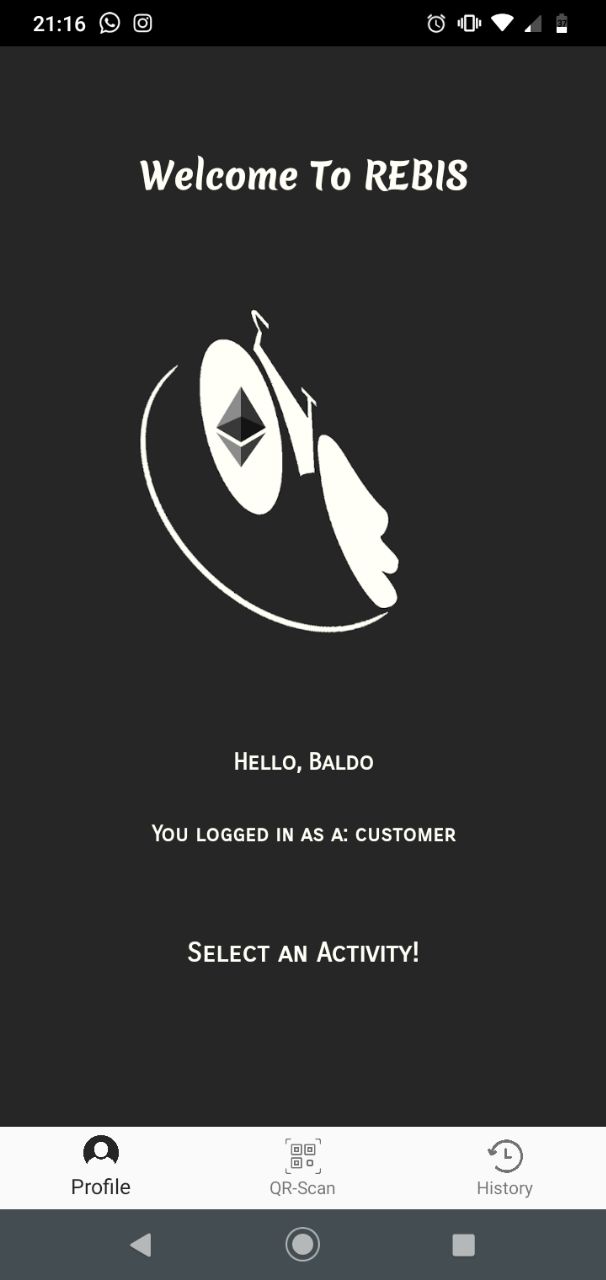 21:16
37
Welcome To REBIS
Hello, Baldo
You logged in as a: customer
Select an Activity!
Profile
QR-Scan
History